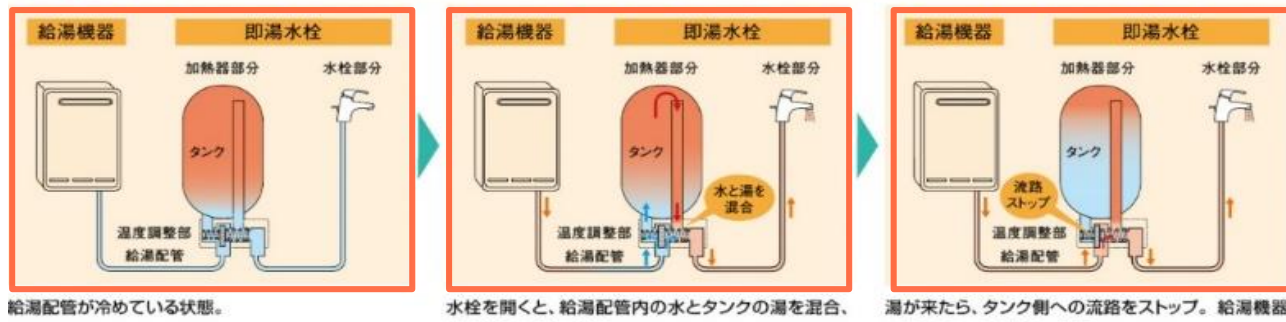 給湯機器
即湯水栓
加熱器部分
水栓部分
タンク
温度調整部
給湯配管
給湯配管が冷めている状態。
給湯機器
即湯水栓
加熱器部分
水栓部分
タンク
水と湯を
混合
温度調整部
給湯配管
水栓を開くと、給湯配管内の水とタンクの湯を混合、
給湯機器
即湯水栓
加熱器部分
水栓部分
タンク
流路
ストップ
温度調整部
給湯配管
湯が来たら、タンク側への流路をストップ。給湯機器